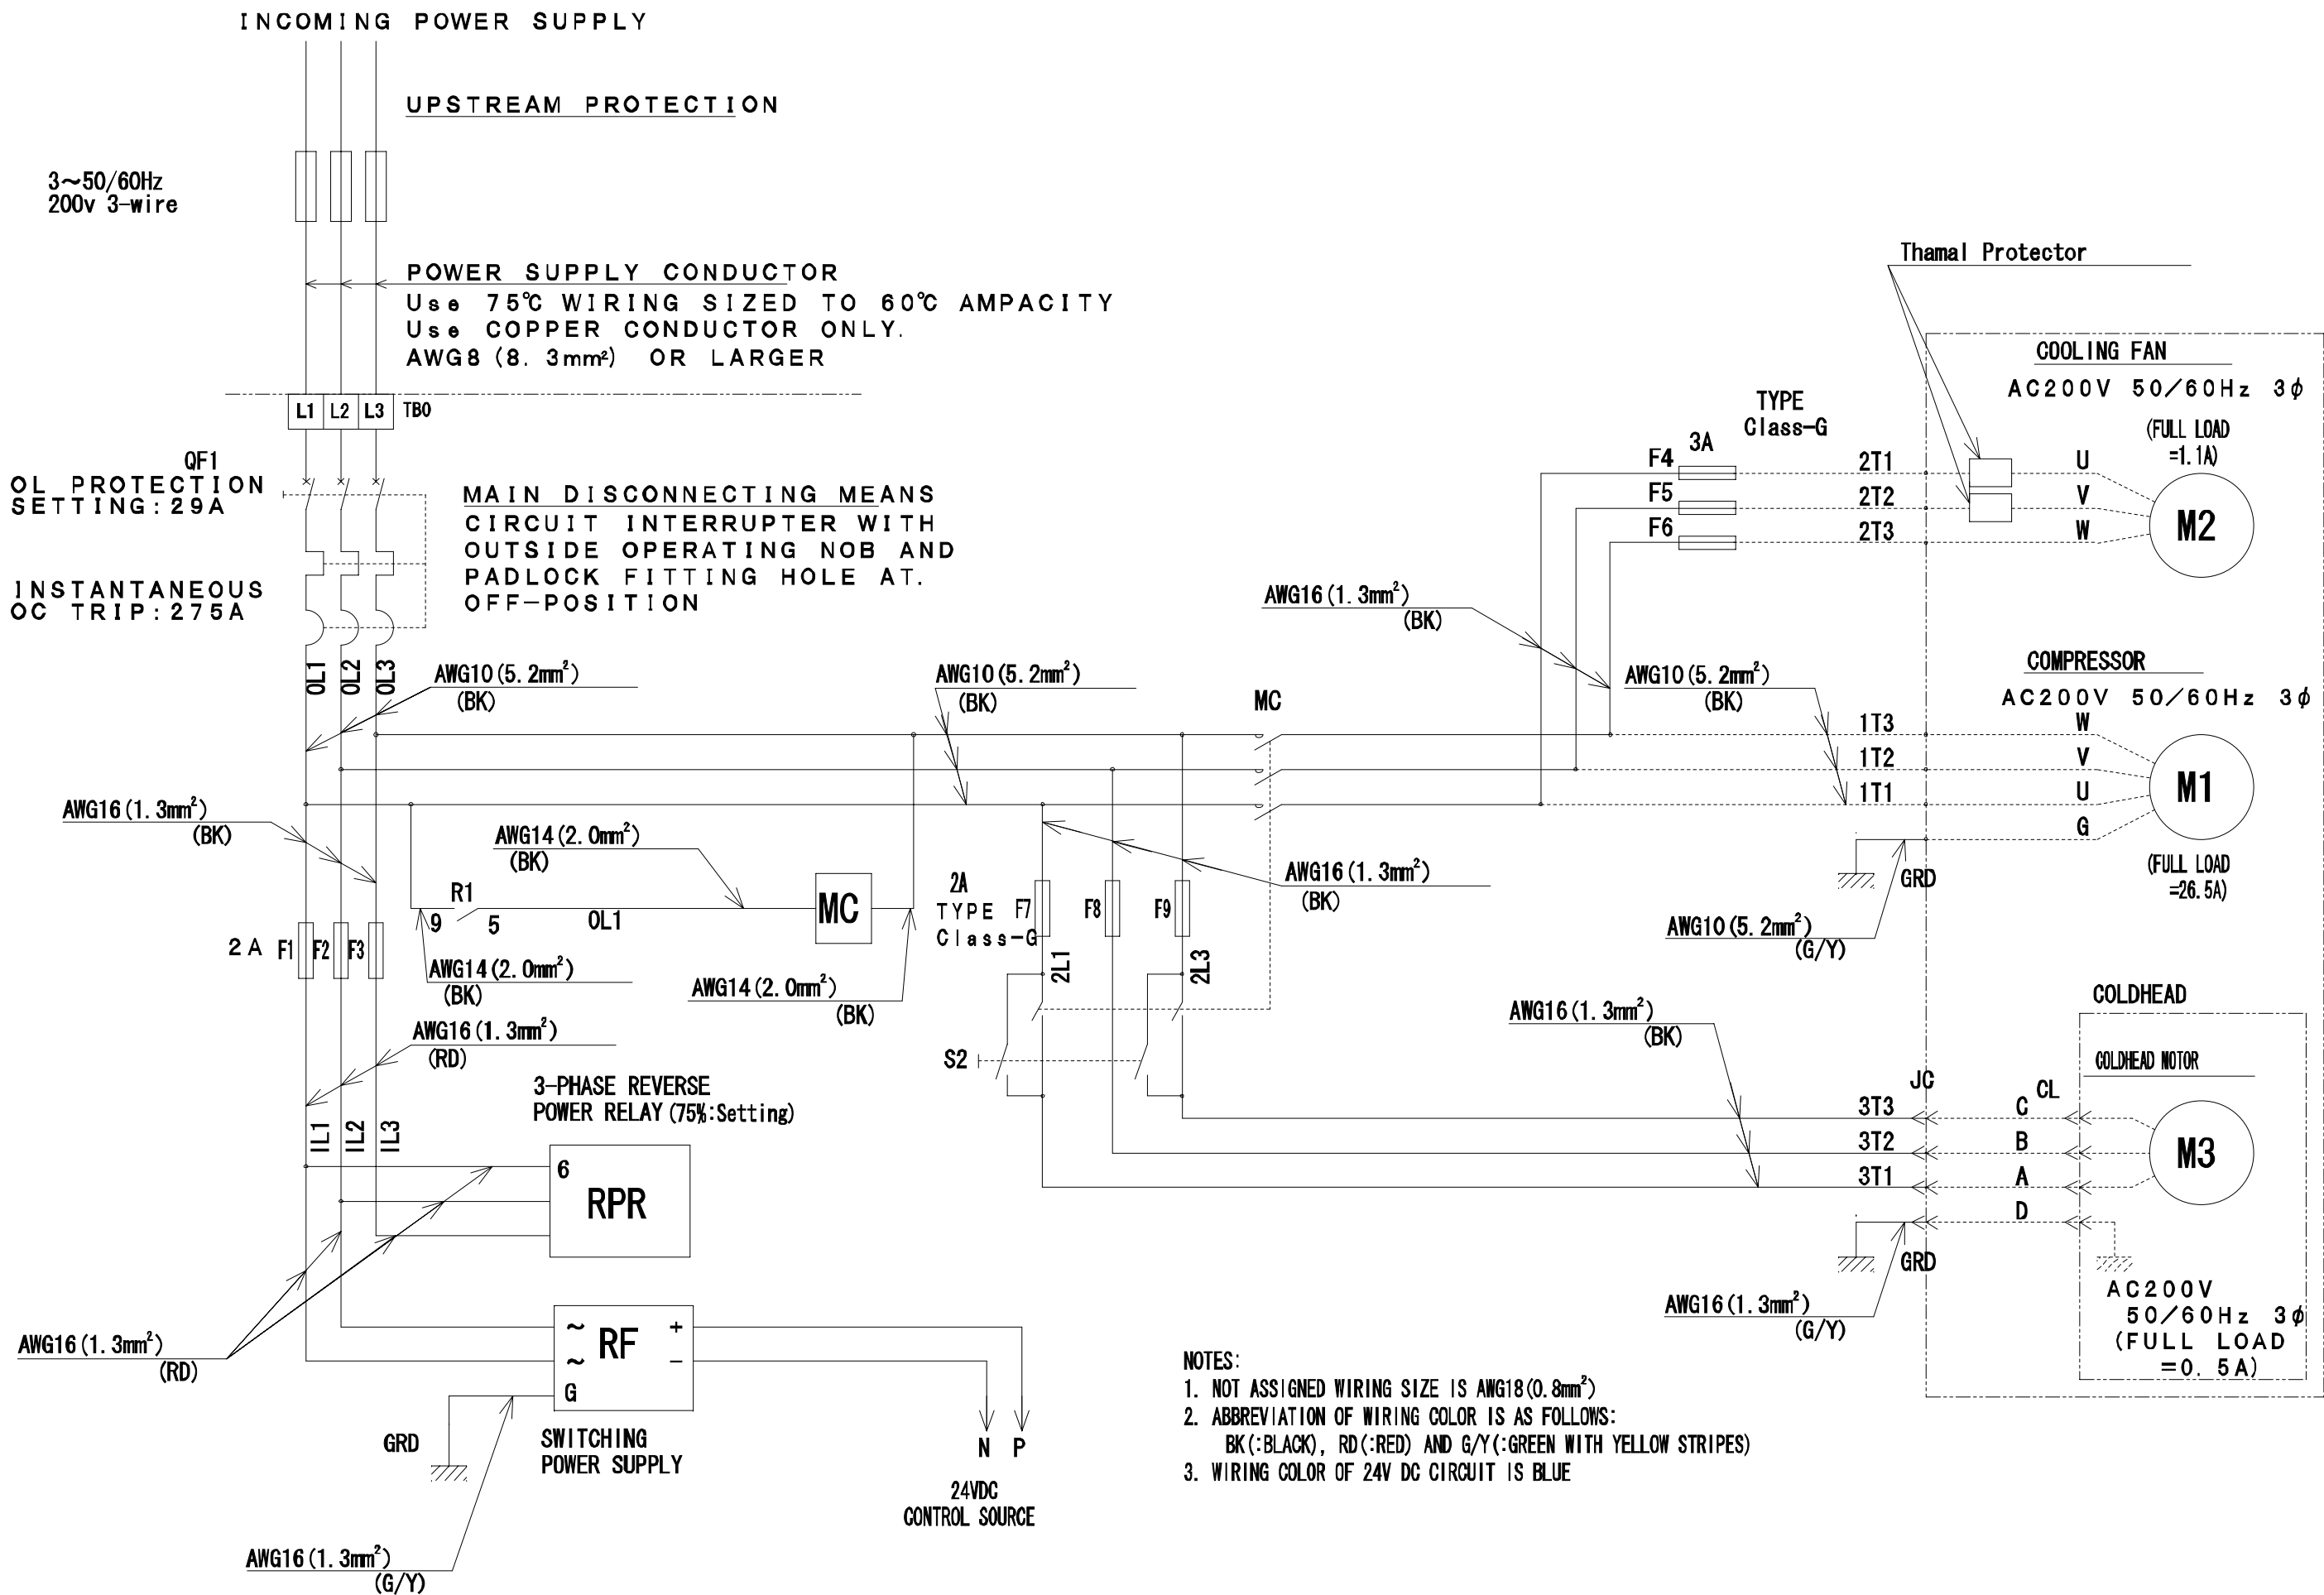 INCOMING POWER SUPPLY
UPSTREAM PROTECTION
3～50/60Hz
200v 3-wire
POWER SUPPLY CONDUCTOR
Use 75℃ WIRING SIZED TO 60℃ AMPACITY
Use COPPER CONDUCTOR ONLY.
AWG8 (8. 3mm²) OR LARGER
L1 L2 L3 TB0
QF1
OL PROTECTION
SETTING:29A
INSTANTANEOUS
OC TRIP:275A
MAIN DISCONNECTING MEANS
CIRCUIT INTERRUPTER WITH
OUTSIDE OPERATING NOB AND
PADLOCK FITTING HOLE AT.
OFF-POSITION
OL1 OL2 OL3
AWG10(5. 2mm²)
(BK)
AWG10(5. 2mm²)
(BK)
MC
AWG16(1. 3mm²)
(BK)
AWG10(5. 2mm²)
(BK)
Thamal Protector
TYPE
Class-G
3A
F4
F5
F6
2T1
2T2
2T3
COOLING FAN
AC200V 50/60Hz 3φ
(FULL LOAD
=1.1A)
U
V
W
M2
COMPRESSOR
AC200V 50/60Hz 3φ
1T3 W
1T2 V
1T1 U
G
M1
(FULL LOAD
=26.5A)
GRD
AWG10(5. 2mm²)
(G/Y)
AWG16(1. 3mm²)
(BK)
AWG14(2. 0mm²)
(BK)
R1
9 5 OL1
MC
AWG14(2. 0mm²)
(BK)
AWG14(2. 0mm²)
(BK)
2A
TYPE
Class-G
F7 F8 F9
AWG16(1. 3mm²)
(BK)
2L1 2L3
S2
2A F1 F2 F3
AWG16(1. 3mm²)
(RD)
IL1 IL2 IL3
3-PHASE REVERSE
POWER RELAY(75%:Setting)
6
RPR
AWG16(1. 3mm²)
(RD)
～ RF +
～ －
G
GRD
SWITCHING
POWER SUPPLY
AWG16(1. 3mm²)
(G/Y)
N P
24VDC
CONTROL SOURCE
AWG16(1. 3mm²)
(BK)
COLDHEAD
COLDHEAD MOTOR
JC CL
3T3 C
3T2 B
3T1 A
D
M3
GRD
AWG16(1. 3mm²)
(G/Y)
AC200V
50/60Hz 3φ
(FULL LOAD
=0. 5A)
NOTES:
1. NOT ASSIGNED WIRING SIZE IS AWG18(0.8mm²)
2. ABBREVIATION OF WIRING COLOR IS AS FOLLOWS:
BK(:BLACK), RD(:RED) AND G/Y(:GREEN WITH YELLOW STRIPES)
3. WIRING COLOR OF 24V DC CIRCUIT IS BLUE